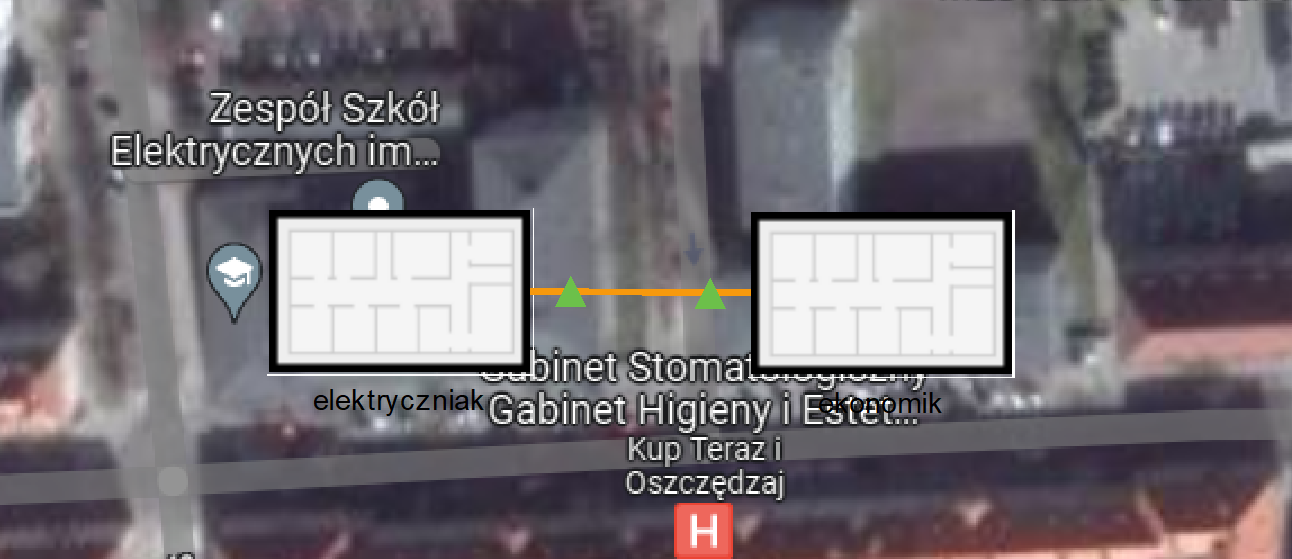 Zespół Szkół
Elektrycznych im...
elektryczniak
Gabinet Stomatologiczny
Gabinet Higieny i Estet...
ekonomik
Kup Teraz i
Oszczędzaj
H